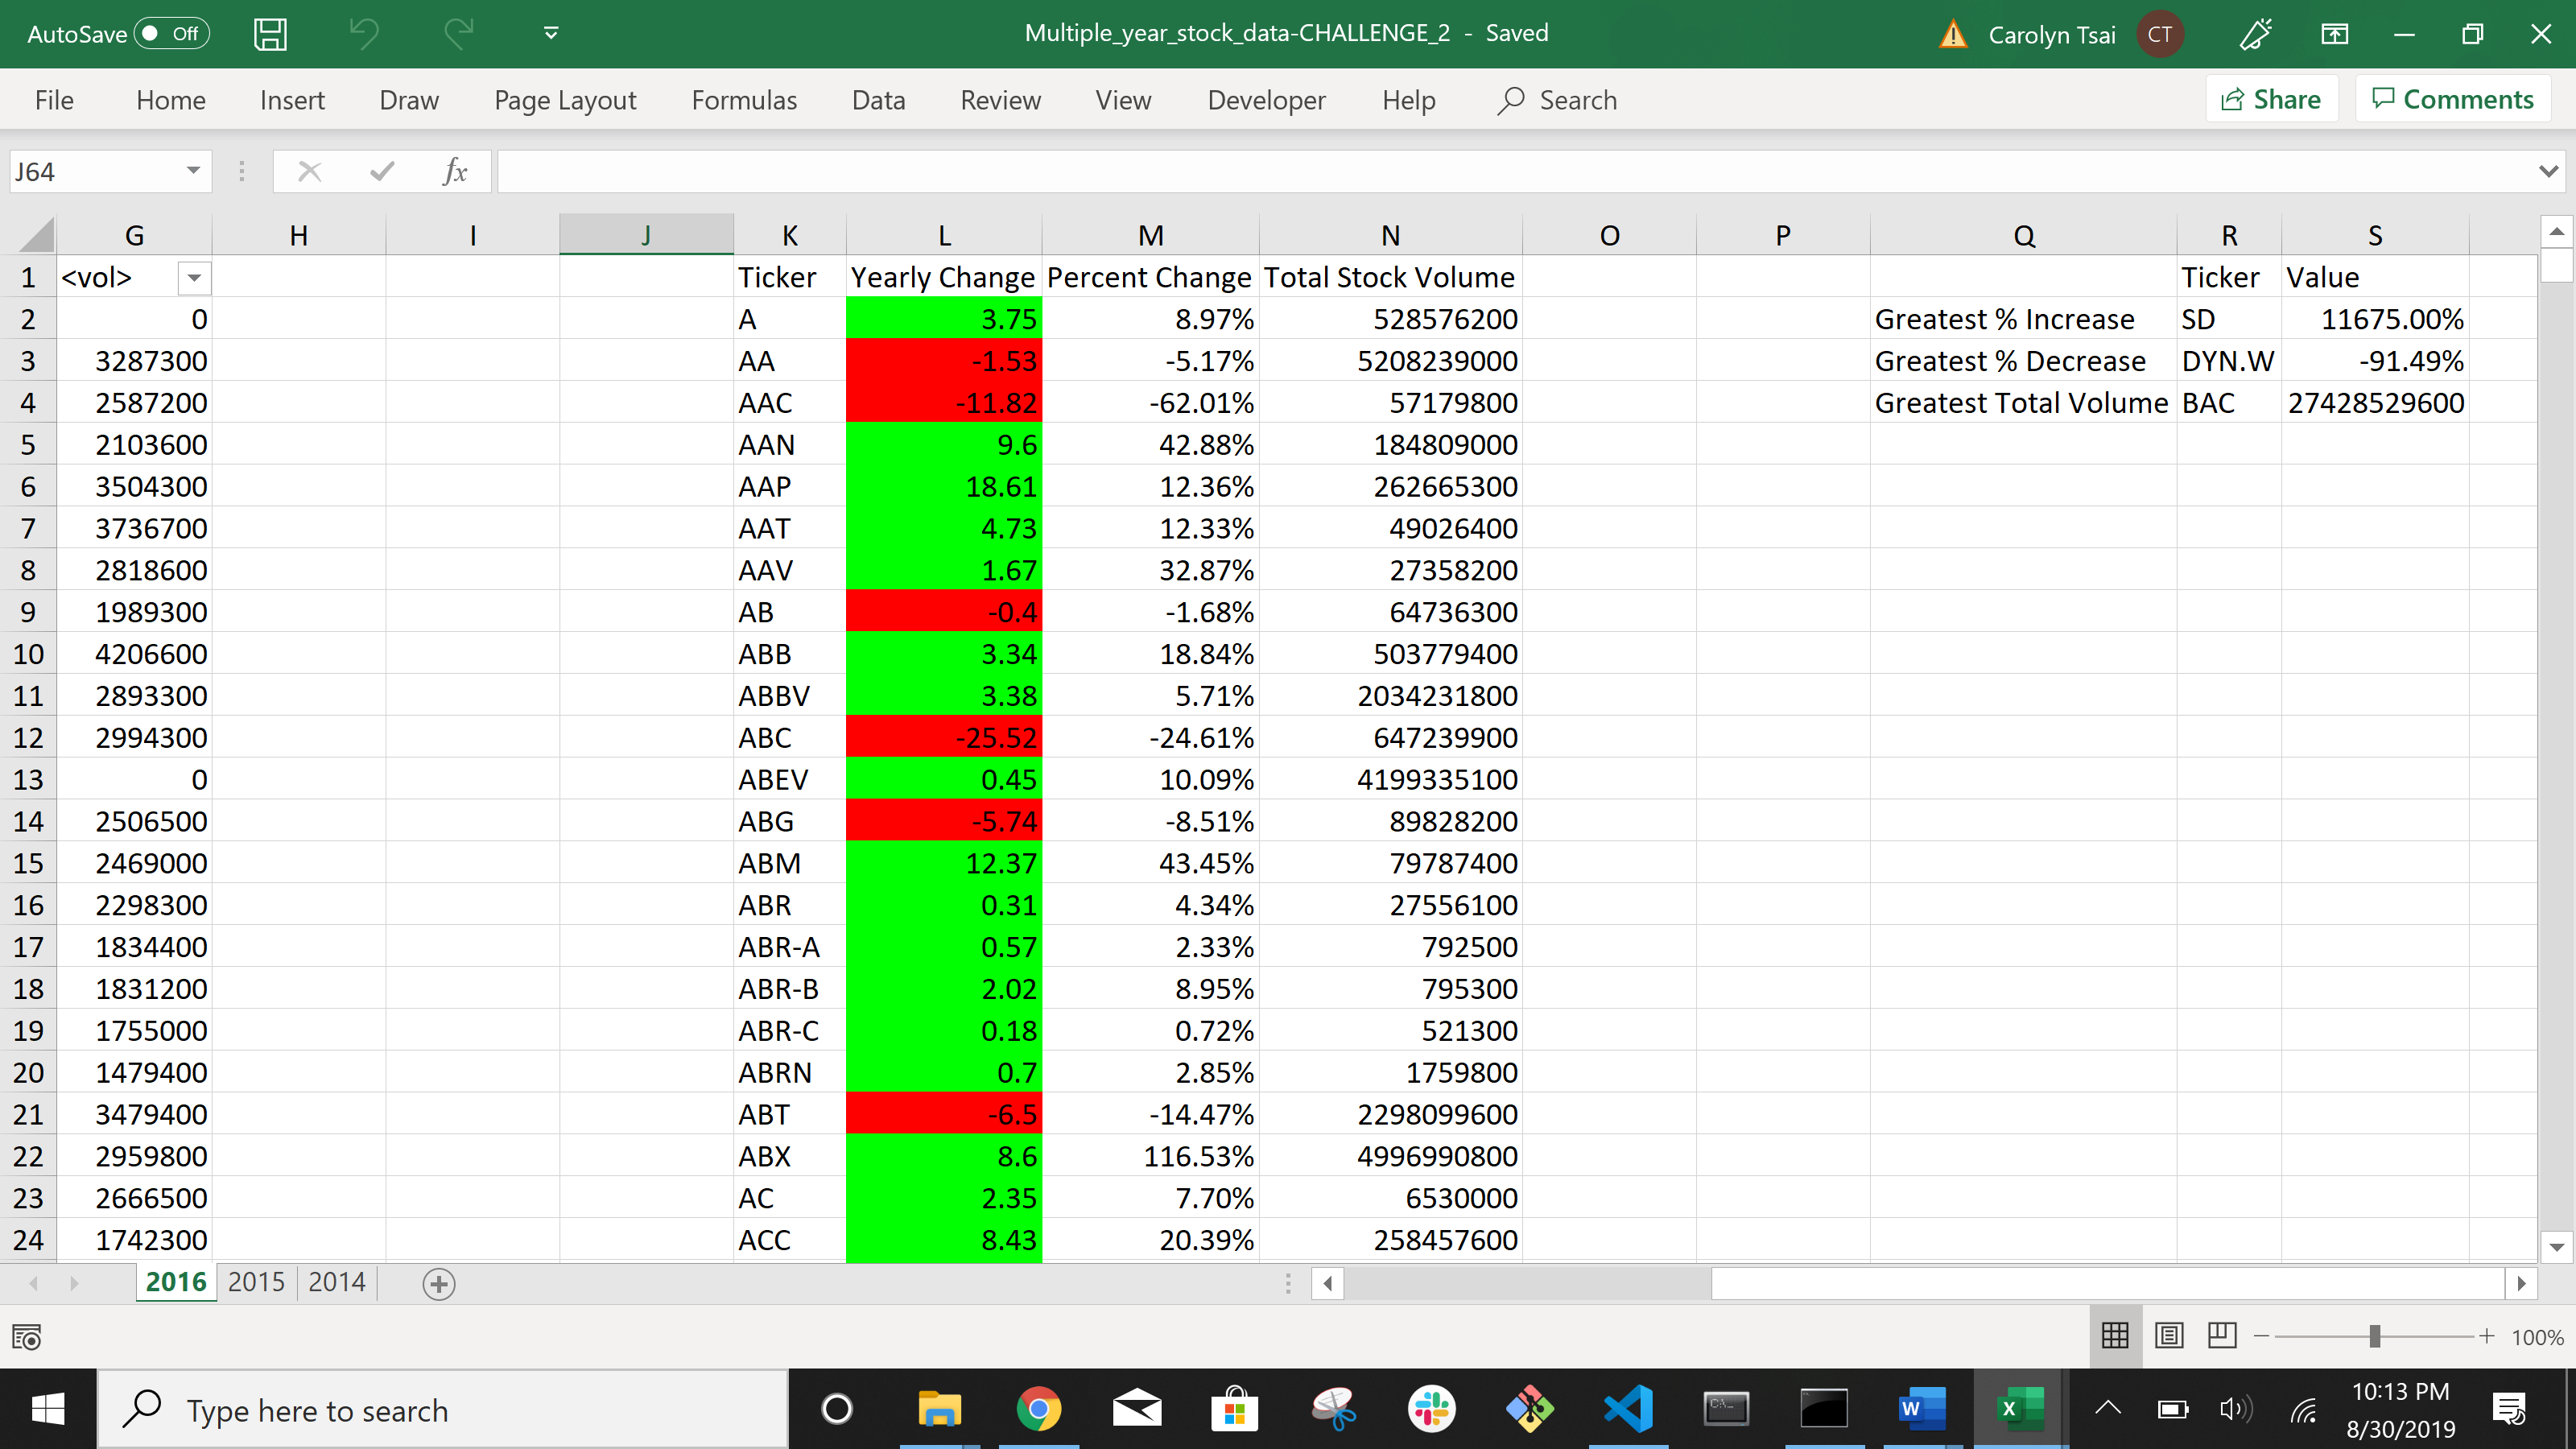 AutoSave Off Multiple_year_stock_data-CHALLENGE_2 - Saved Carolyn Tsai CT
File Home Insert Draw Page Layout Formulas Data Review View Developer Help Search Share Comments
J64 fx
G H I J K L M N O P Q R S
1 <vol> Ticker Yearly Change Percent Change Total Stock Volume Ticker Value
2 0 A 3.75 8.97% 528576200 Greatest % Increase SD 11675.00%
3 3287300 AA -1.53 -5.17% 5208239000 Greatest % Decrease DYN.W -91.49%
4 2587200 AAC -11.82 -62.01% 57179800 Greatest Total Volume BAC 27428529600
5 2103600 AAN 9.6 42.88% 184809000
6 3504300 AAP 18.61 12.36% 262665300
7 3736700 AAT 4.73 12.33% 49026400
8 2818600 AAV 1.67 32.87% 27358200
9 1989300 AB -0.4 -1.68% 64736300
10 4206600 ABB 3.34 18.84% 503779400
11 2893300 ABBV 3.38 5.71% 2034231800
12 2994300 ABC -25.52 -24.61% 647239900
13 0 ABEV 0.45 10.09% 4199335100
14 2506500 ABG -5.74 -8.51% 89828200
15 2469000 ABM 12.37 43.45% 79787400
16 2298300 ABR 0.31 4.34% 27556100
17 1834400 ABR-A 0.57 2.33% 792500
18 1831200 ABR-B 2.02 8.95% 795300
19 1755000 ABR-C 0.18 0.72% 521300
20 1479400 ABRN 0.7 2.85% 1759800
21 3479400 ABT -6.5 -14.47% 2298099600
22 2959800 ABX 8.6 116.53% 4996990800
23 2666500 AC 2.35 7.70% 6530000
24 1742300 ACC 8.43 20.39% 258457600
2016 2015 2014
100%
Type here to search 10:13 PM
8/30/2019